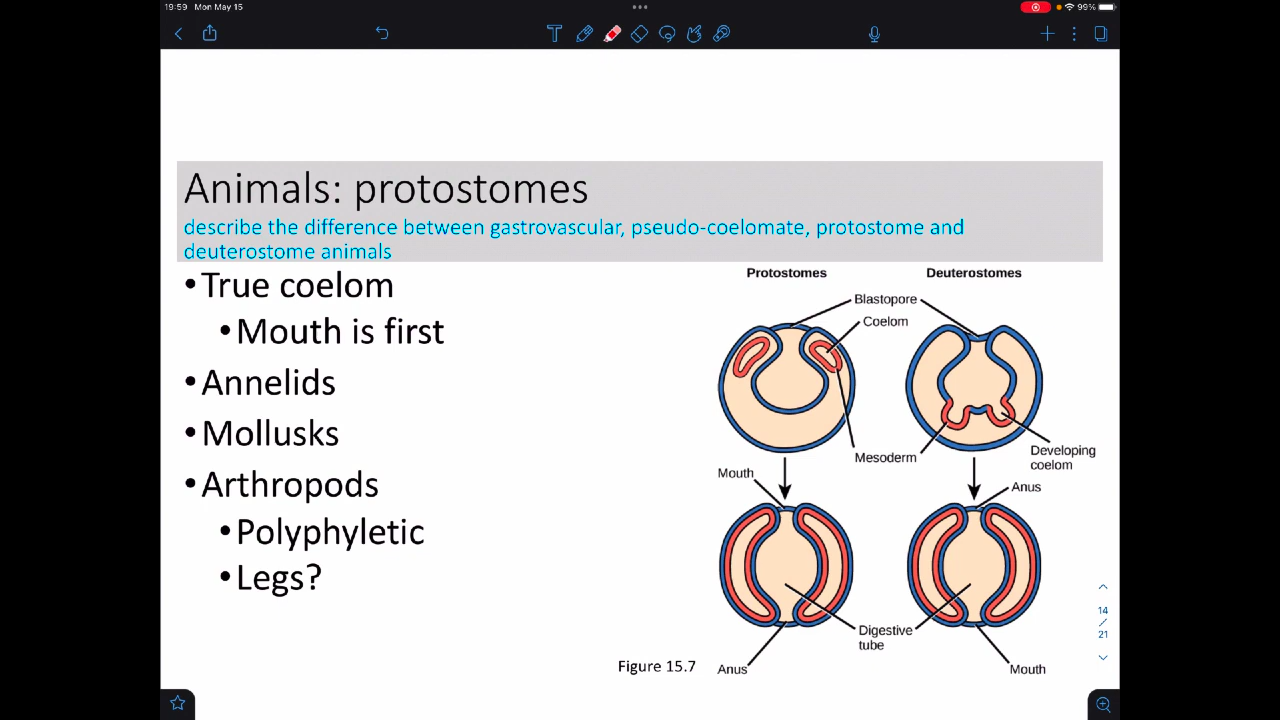 19:59 Mon May 15
99%
T
Animals: protostomes
describe the difference between gastrovascular, pseudo-coelomate, protostome and
deuterostome animals
•True coelom
•Mouth is first
•Annelids
•Mollusks
•Arthropods
•Polyphyletic
•Legs?
Protostomes
Deuterostomes
Blastopore
Coelom
Mesoderm
Developing
coelom
Mouth
Anus
Digestive
tube
Figure 15.7
Anus
Mouth
14
/
21